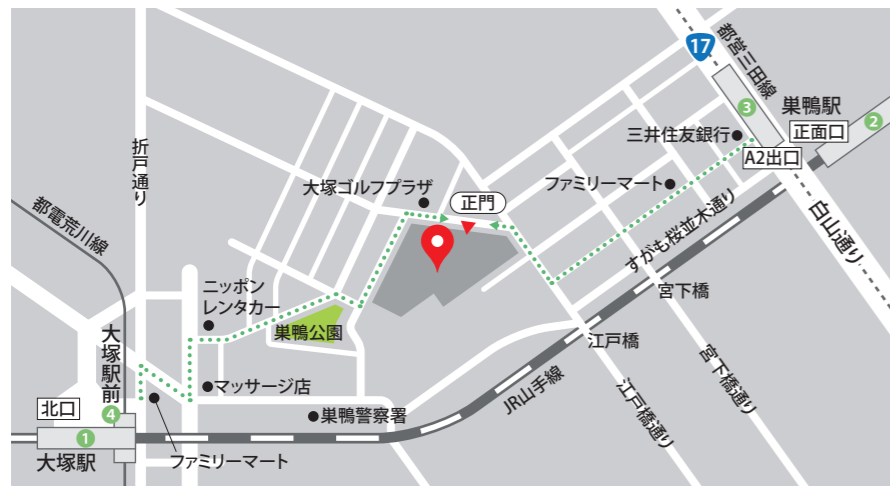 17
都営三田線
3
巣鴨駅
2
正面口
三井住友銀行
A2出口
折戸通り
大塚ゴルフプラザ
正門
ファミリーマート
すがも桜並木通り
白山通り
都電荒川線
ニッポン
レンタカー
巣鴨公園
宮下橋
江戸橋
大塚駅前
マッサージ店
JR山手線
宮下橋通り
江戸橋通り
北口
4
巣鴨警察署
1
大塚駅
ファミリーマート